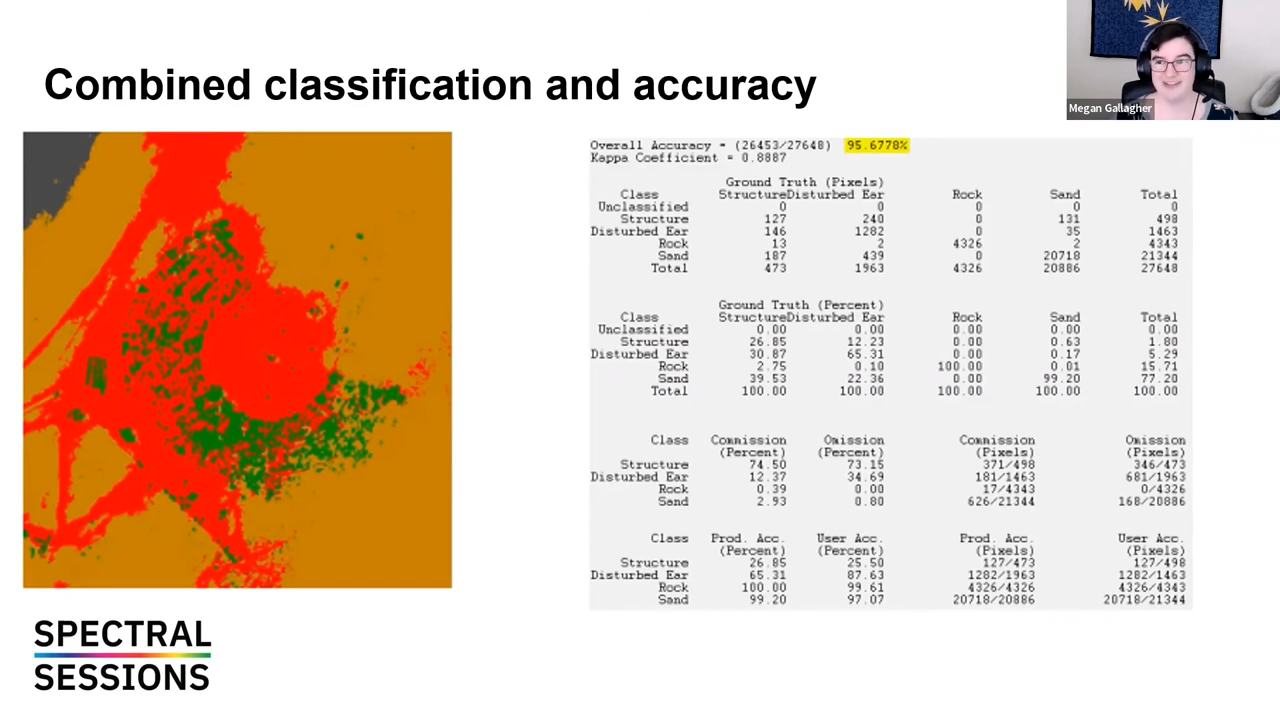 Combined classification and accuracy
Megan Gallagher
Overall Accuracy = (26453/27648) 95.6778%
Kappa Coefficient = 0.8887
Ground Truth (Pixels)
Class StructureDisturbed Ear Rock Sand Total
Unclassified 0 0 0 0 0
Structure 127 240 0 131 498
Disturbed Ear 146 1282 0 35 1463
Rock 13 2 4326 2 4343
Sand 187 439 0 20718 21344
Total 473 1963 4326 20886 27648
Ground Truth (Percent)
Class StructureDisturbed Ear Rock Sand Total
Unclassified 0.00 0.00 0.00 0.00 0.00
Structure 26.85 12.23 0.00 0.63 1.80
Disturbed Ear 30.87 65.31 0.00 0.17 5.29
Rock 2.75 0.10 100.00 0.01 15.71
Sand 39.53 22.36 0.00 99.20 77.20
Total 100.00 100.00 100.00 100.00 100.00
Class Commission Omission Commission Omission
(Percent) (Percent) (Pixels) (Pixels)
Structure 74.50 73.15 371/498 346/473
Disturbed Ear 12.37 34.69 181/1463 681/1963
Rock 0.39 0.00 17/4343 0/4326
Sand 2.93 0.80 626/21344 168/20886
Class Prod. Acc. User Acc. Prod. Acc. User Acc.
(Percent) (Percent) (Pixels) (Pixels)
Structure 26.85 25.50 127/473 127/498
Disturbed Ear 65.31 87.63 1282/1963 1282/1463
Rock 100.00 99.61 4326/4326 4326/4343
Sand 99.20 97.07 20718/20886 20718/21344
SPECTRAL
SESSIONS